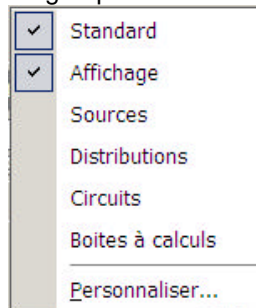 Standard
Affichage
Sources
Distributions
Circuits
Boites à calculs
Personnaliser...